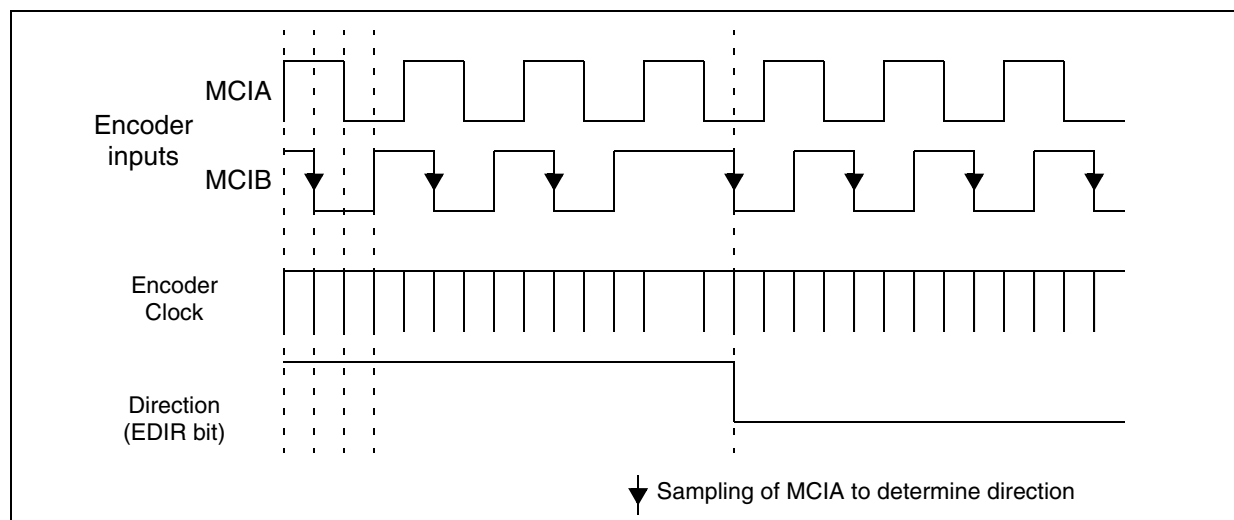 MCIA
Encoder
inputs
MCIB
Encoder
Clock
Direction
(EDIR bit)
Sampling of MCIA to determine direction